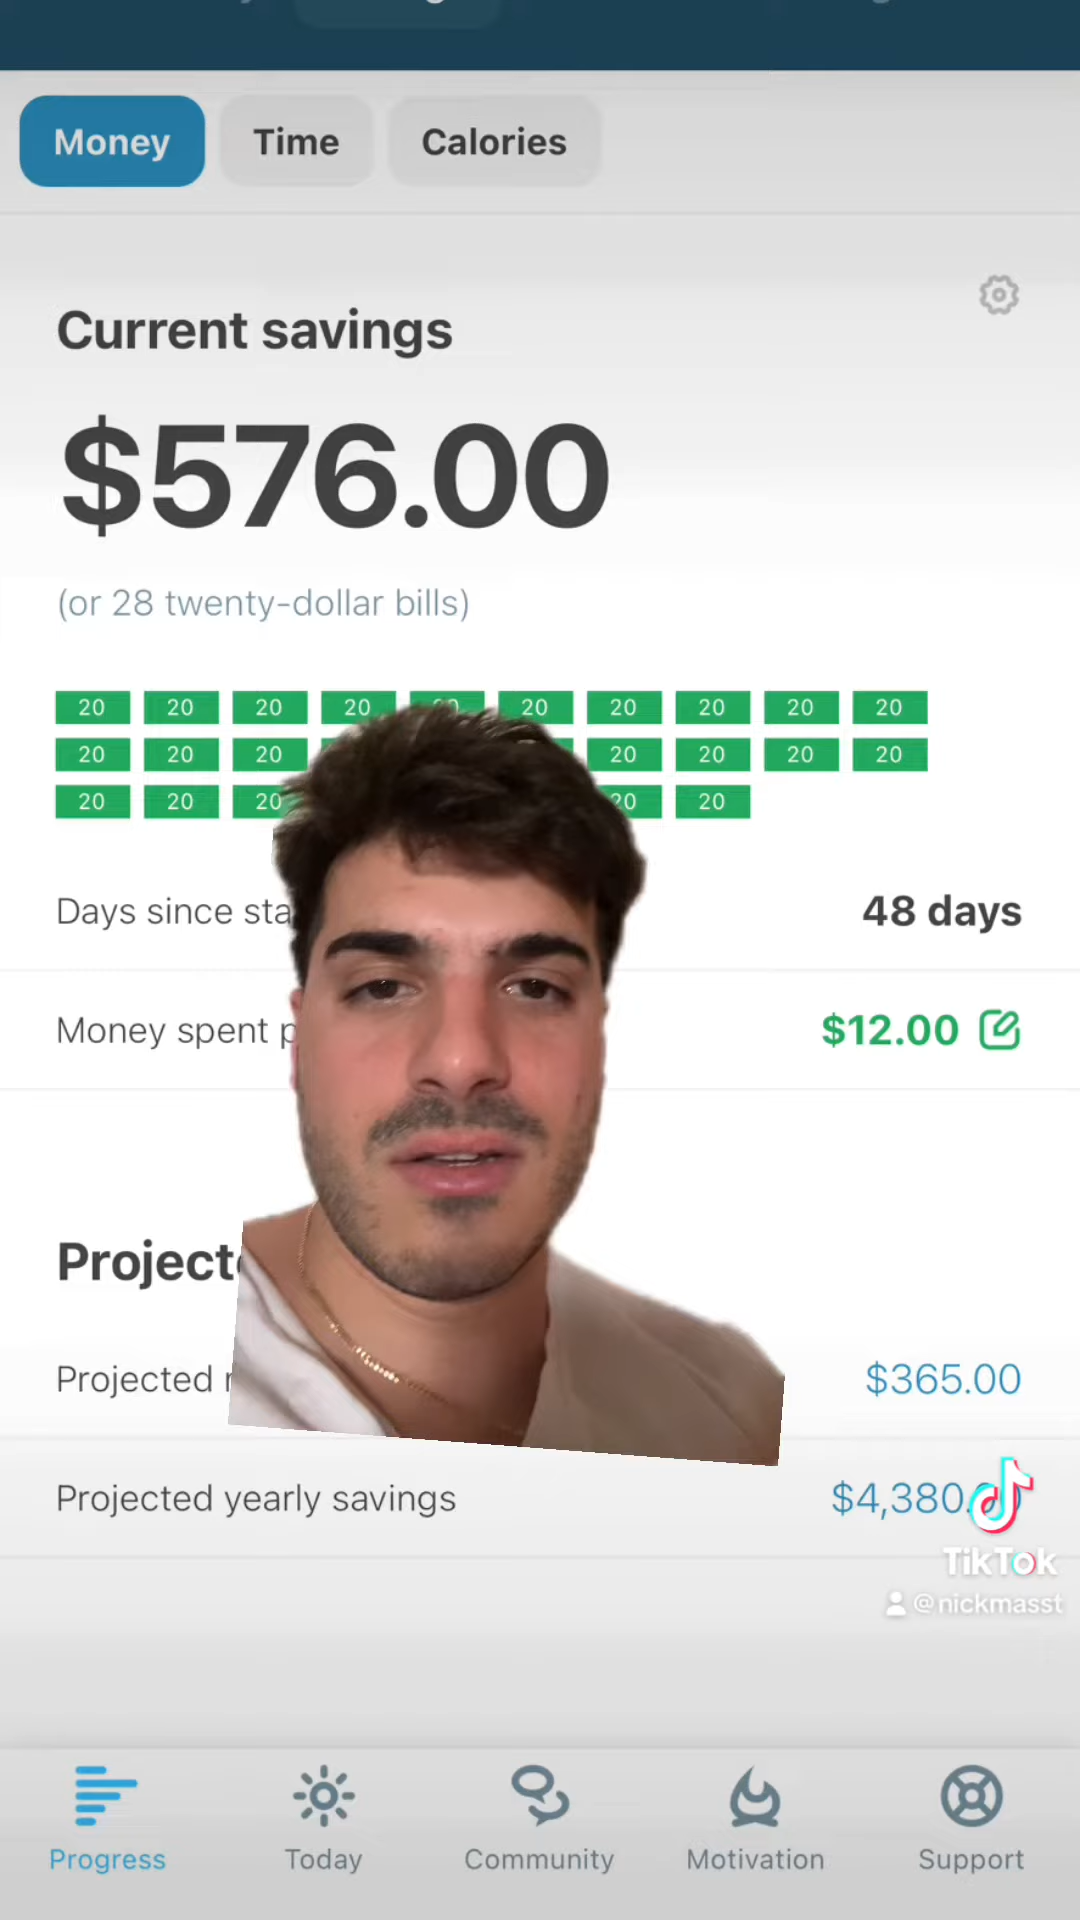 Money Time Calories
Current savings
$576.00
(or 28 twenty-dollar bills)
20 20 20 20 20 20 20 20 20 20
20 20 20 20 20 20 20
20 20 20 20 20
Days since 48 days
Money spent $12.00
Projected $365.00
Projected yearly savings $4,380
TikTok
@nickmasst
Progress Today Community Motivation Support